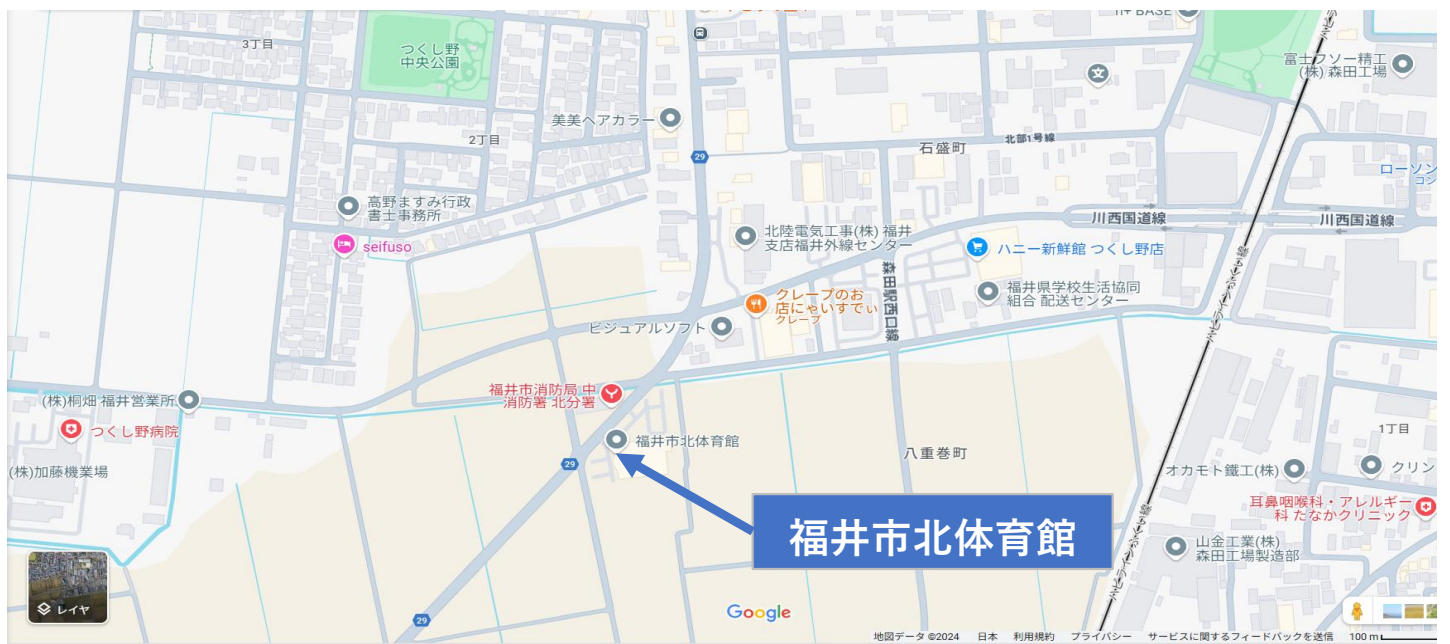 n+ BASE
3丁目
つくし野
中央公園
富士フソー精工
(株) 森田工場
美美ヘアカラー
29
2丁目
石盛町
北部1号線
ローソン
コン
高野ますみ行政
書士事務所
seifuso
北陸電気工事(株) 福井
支店福井外線センター
川西国道線
川西国道線
ハニー新鮮館 つくし野店
森田駅西口線
福井県学校生活協同
組合 配送センター
クレープのお
店にゃいすでぃ
クレープ
ビジュアルソフト
福井市消防局 中
消防署 北分署
(株)桐畑 福井営業所
つくし野病院
福井市北体育館
1丁目
八重巻町
29
(株)加藤機業場
オカモト鐵工(株)
クリン
耳鼻咽喉科・アレルギー
科 たなかクリニック
福井市北体育館
山金工業(株)
森田工場製造部
レイヤ
29
Google
地図データ ©2024 日本 利用規約 プライバシー サービスに関するフィードバックを送信 100 m